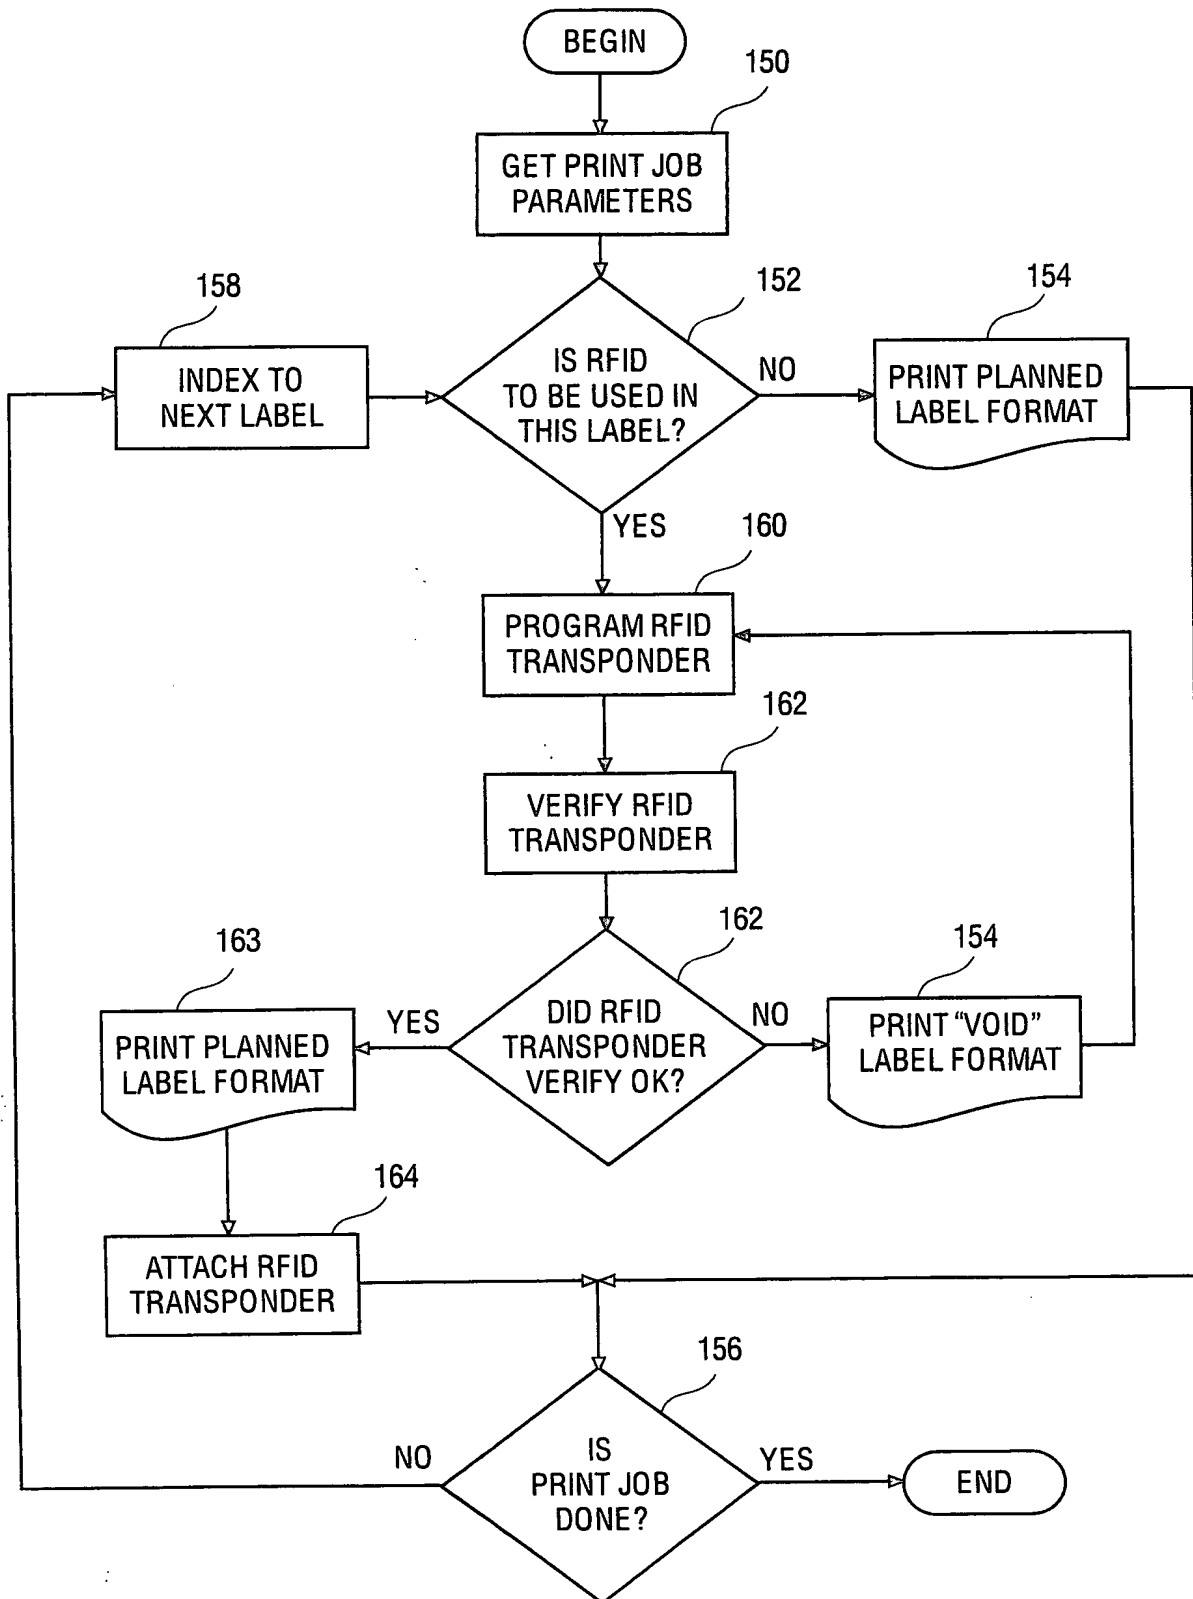 BEGIN
150
GET PRINT JOB
PARAMETERS
158
152
154
INDEX TO
NEXT LABEL
IS RFID
TO BE USED IN
THIS LABEL?
NO
PRINT PLANNED
LABEL FORMAT
YES
160
PROGRAM RFID
TRANSPONDER
162
VERIFY RFID
TRANSPONDER
163
162
154
PRINT PLANNED
LABEL FORMAT
YES
DID RFID
TRANSPONDER
VERIFY OK?
NO
PRINT “VOID”
LABEL FORMAT
164
ATTACH RFID
TRANSPONDER
156
NO
IS
PRINT JOB
DONE?
YES
END